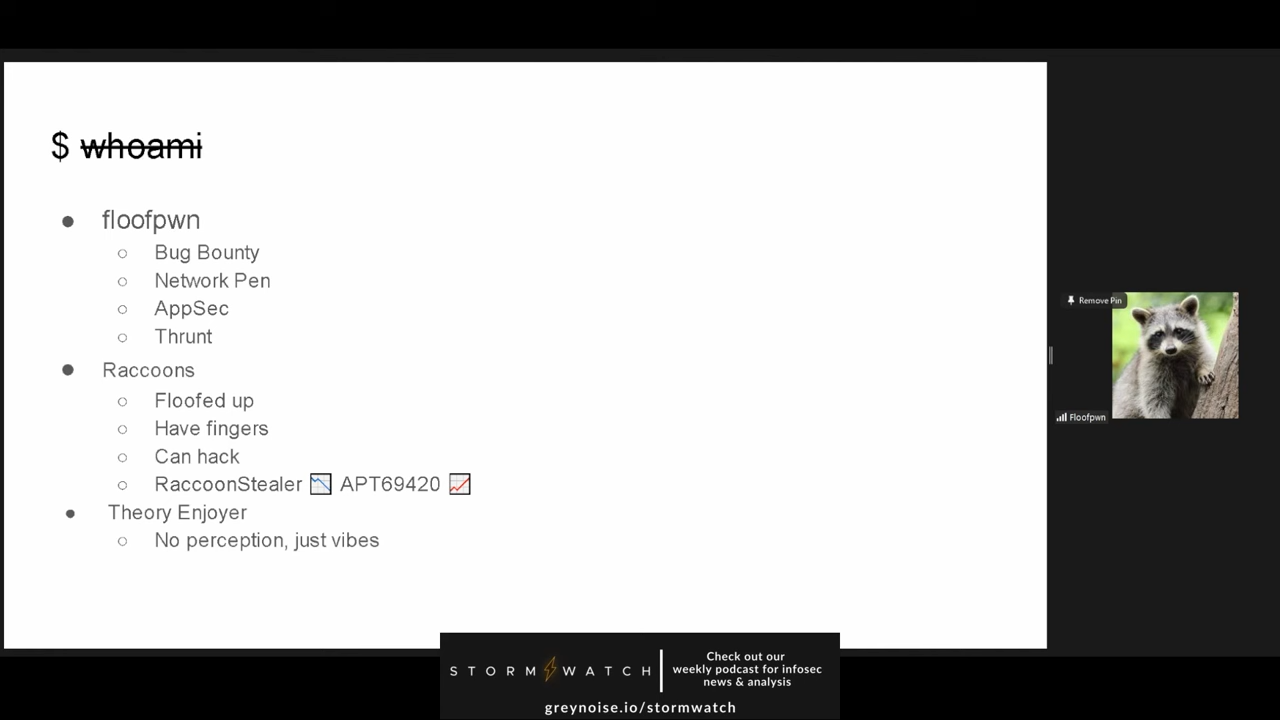 $ whoami
floofpwn
Bug Bounty
Network Pen
AppSec
Thrunt
Raccoons
Floofed up
Have fingers
Can hack
RaccoonStealer 📉 APT69420 📈
Theory Enjoyer
No perception, just vibes
Remove Pin
Floofpwn
STORM⚡WATCH
Check out our
weekly podcast for infosec
news & analysis
greynoise.io/stormwatch